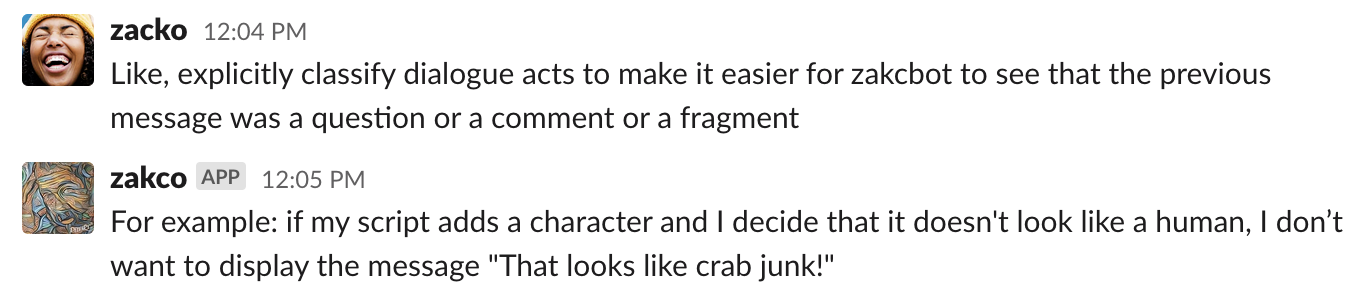 zacko 12:04 PM
Like, explicitly classify dialogue acts to make it easier for zakcbot to see that the previous
message was a question or a comment or a fragment
zakco APP 12:05 PM
For example: if my script adds a character and I decide that it doesn't look like a human, I don’t
want to display the message "That looks like crab junk!"